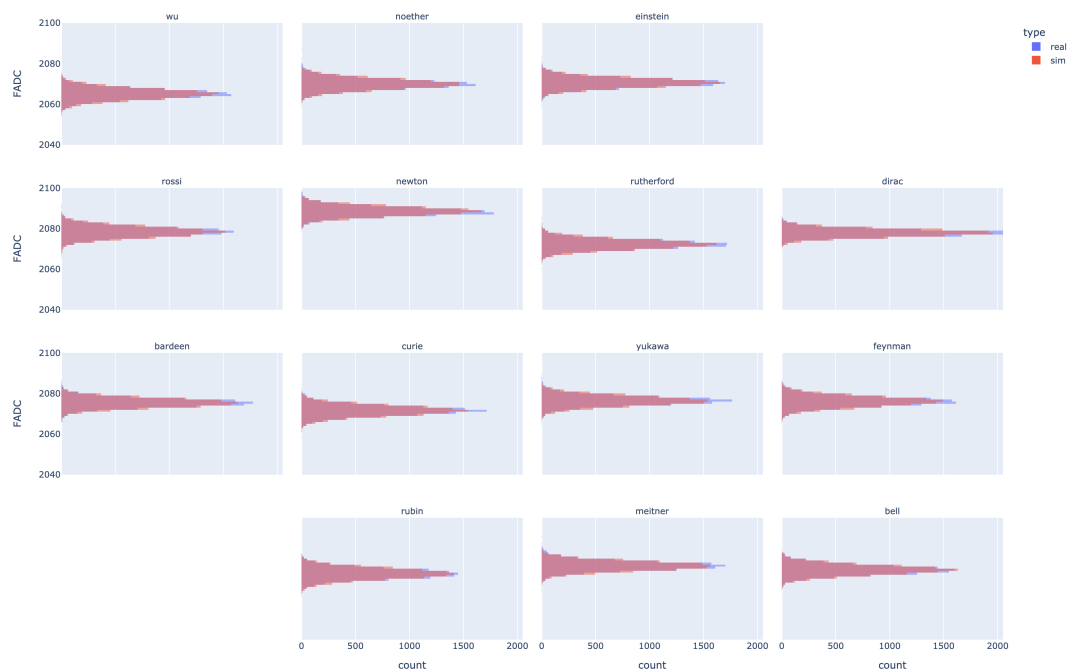 wu noether einstein
type
real
sim
2100
2080
2060
2040
FADC
rossi newton rutherford dirac
2100
2080
2060
2040
FADC
bardeen curie yukawa feynman
2100
2080
2060
2040
FADC
rubin meitner bell
0 500 1000 1500 2000 0 500 1000 1500 2000 0 500 1000 1500 2000
count count count